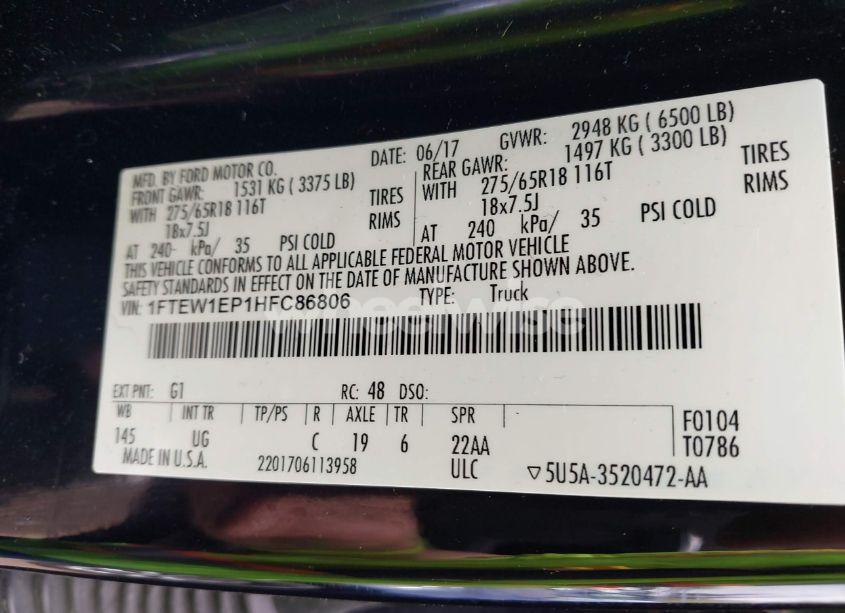 MFD. BY FORD MOTOR CO.
DATE: 06/17
GVWR: 2948 KG ( 6500 LB)
FRONT GAWR: 1531 KG ( 3375 LB)
REAR GAWR: 1497 KG ( 3300 LB)
WITH 275/65R18 116T TIRES
WITH 275/65R18 116T TIRES
18x7.5J RIMS
18x7.5J RIMS
AT 240- kPa/ 35 PSI COLD
AT 240 kPa/ 35 PSI COLD
THIS VEHICLE CONFORMS TO ALL APPLICABLE FEDERAL MOTOR VEHICLE
SAFETY STANDARDS IN EFFECT ON THE DATE OF MANUFACTURE SHOWN ABOVE.
VIN: 1FTEW1EP1HFC86806 TYPE: Truck
wheelwise
EXT PNT: G1 RC: 48 DSO:
WB INT TR TP/PS R AXLE TR SPR F0104
145 UG C 19 6 22AA T0786
MADE IN U.S.A. 2201706113958 ULC ▽5U5A-3520472-AA